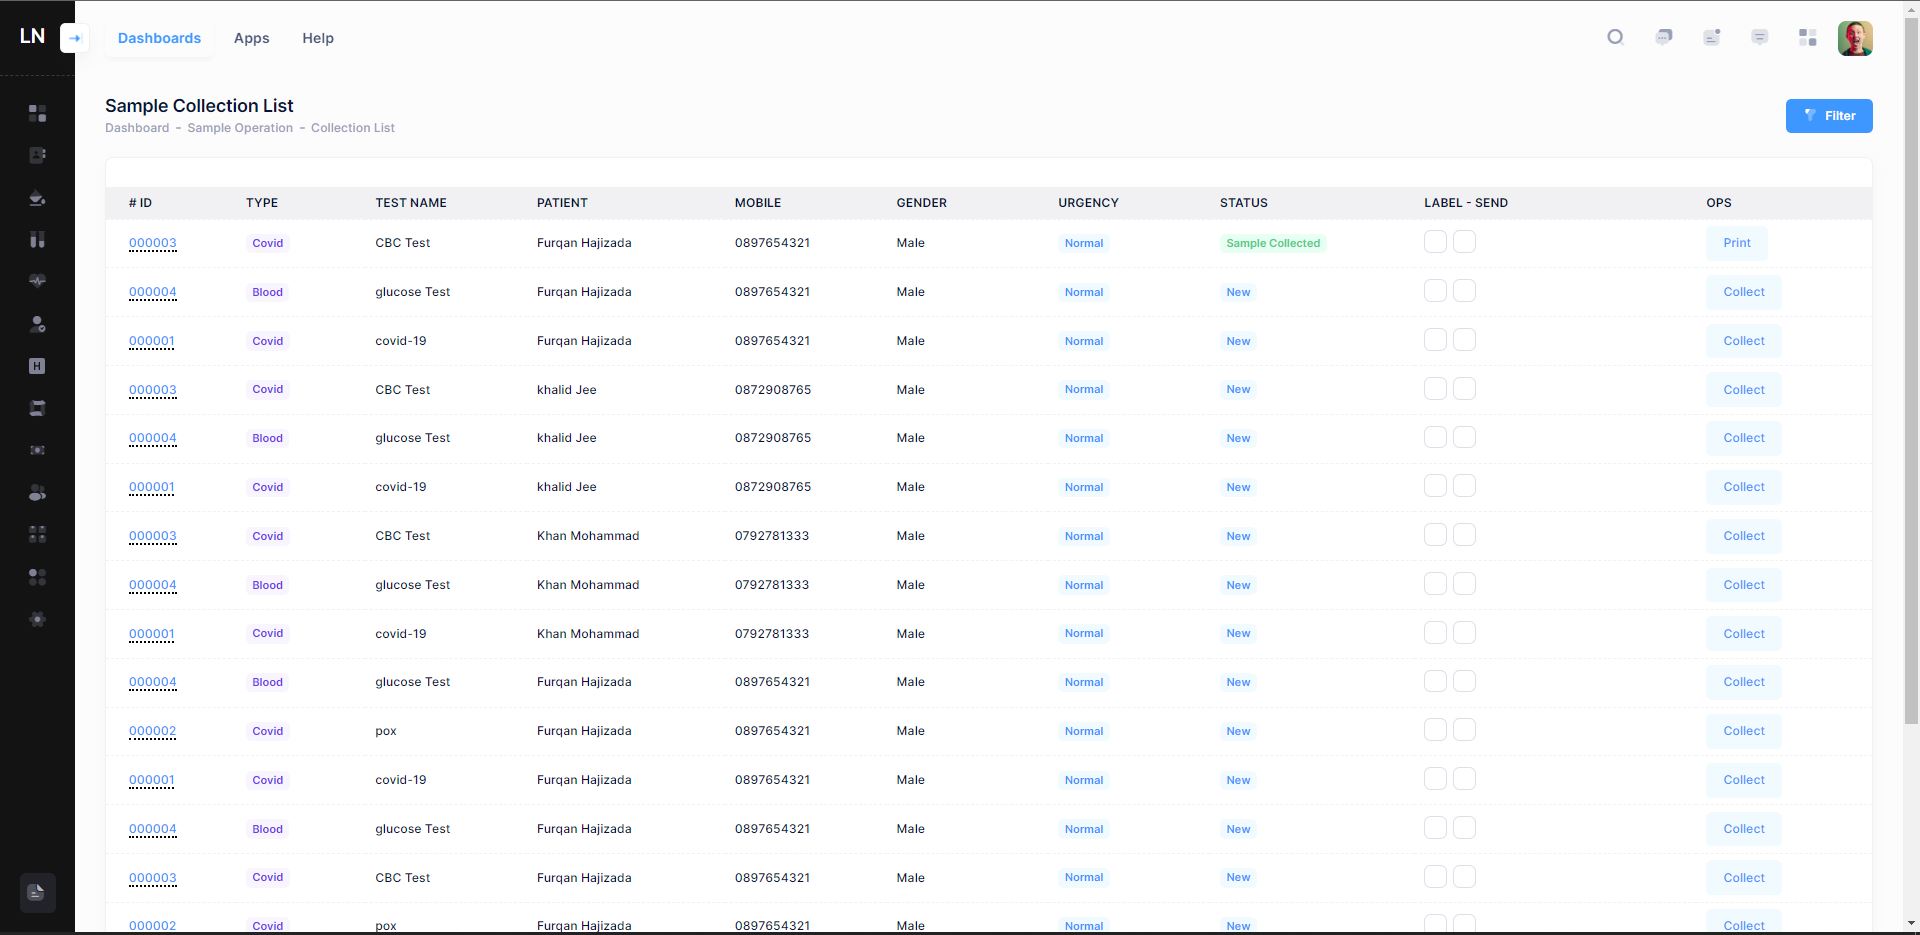 LN
Dashboards Apps Help
Sample Collection List
Dashboard - Sample Operation - Collection List
Filter
# ID TYPE TEST NAME PATIENT MOBILE GENDER URGENCY STATUS LABEL - SEND OPS
000003 Covid CBC Test Furqan Hajizada 0897654321 Male Normal Sample Collected Print
000004 Blood glucose Test Furqan Hajizada 0897654321 Male Normal New Collect
000001 Covid covid-19 Furqan Hajizada 0897654321 Male Normal New Collect
000003 Covid CBC Test khalid Jee 0872908765 Male Normal New Collect
000004 Blood glucose Test khalid Jee 0872908765 Male Normal New Collect
000001 Covid covid-19 khalid Jee 0872908765 Male Normal New Collect
000003 Covid CBC Test Khan Mohammad 0792781333 Male Normal New Collect
000004 Blood glucose Test Khan Mohammad 0792781333 Male Normal New Collect
000001 Covid covid-19 Khan Mohammad 0792781333 Male Normal New Collect
000004 Blood glucose Test Furqan Hajizada 0897654321 Male Normal New Collect
000002 Covid pox Furqan Hajizada 0897654321 Male Normal New Collect
000001 Covid covid-19 Furqan Hajizada 0897654321 Male Normal New Collect
000004 Blood glucose Test Furqan Hajizada 0897654321 Male Normal New Collect
000003 Covid CBC Test Furqan Hajizada 0897654321 Male Normal New Collect
000002 Covid pox Furqan Hajizada 0897654321 Male Normal New Collect
H